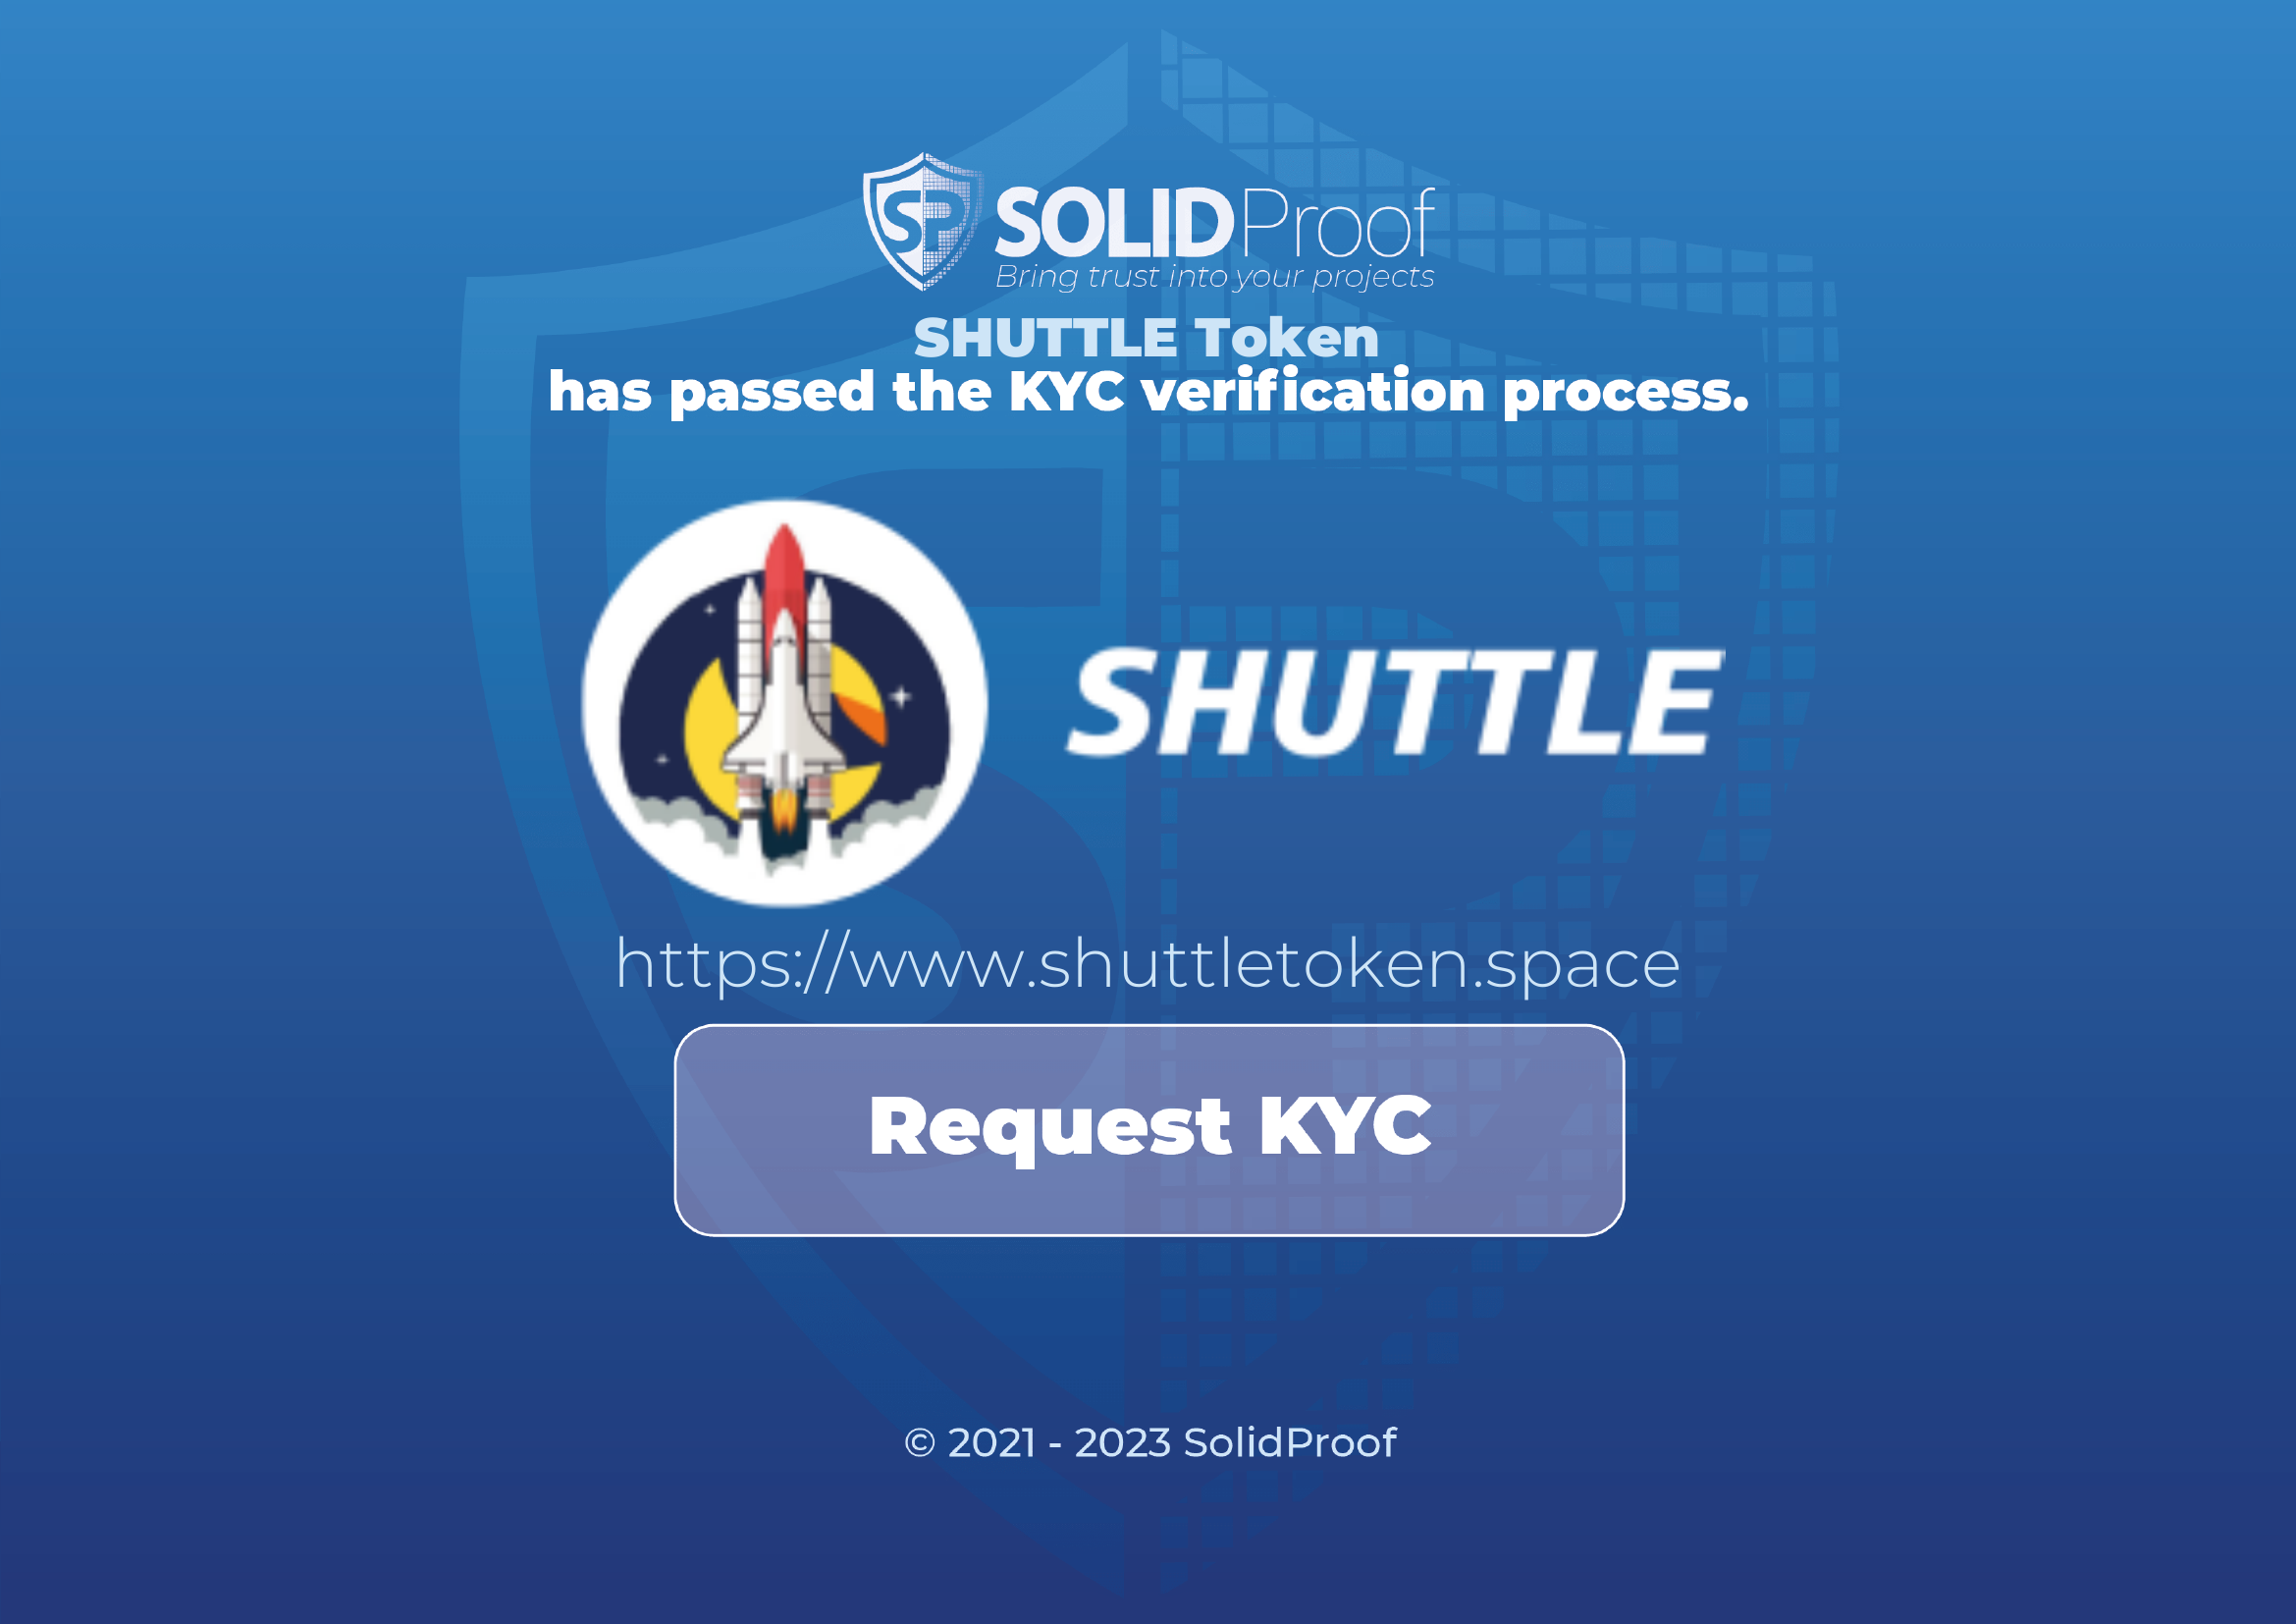 SP SOLIDProof
Bring trust into your projects
SHUTTLE Token
has passed the KYC verification process.
SHUTTLE
https://www.shuttletoken.space
Request KYC
© 2021 - 2023 SolidProof